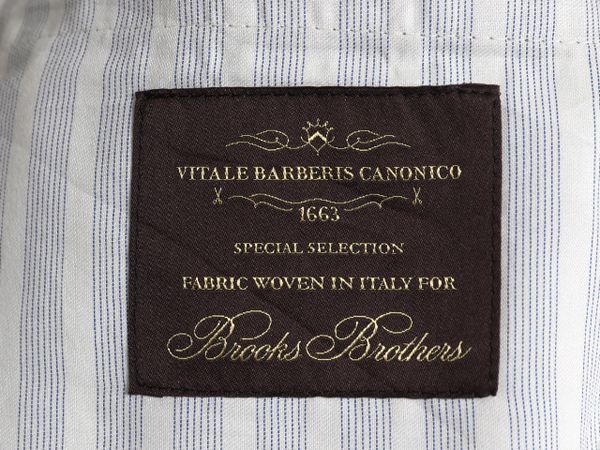 VITALE BARBERIS CANONICO
1663
SPECIAL SELECTION
FABRIC WOVEN IN ITALY FOR
Brooks Brothers